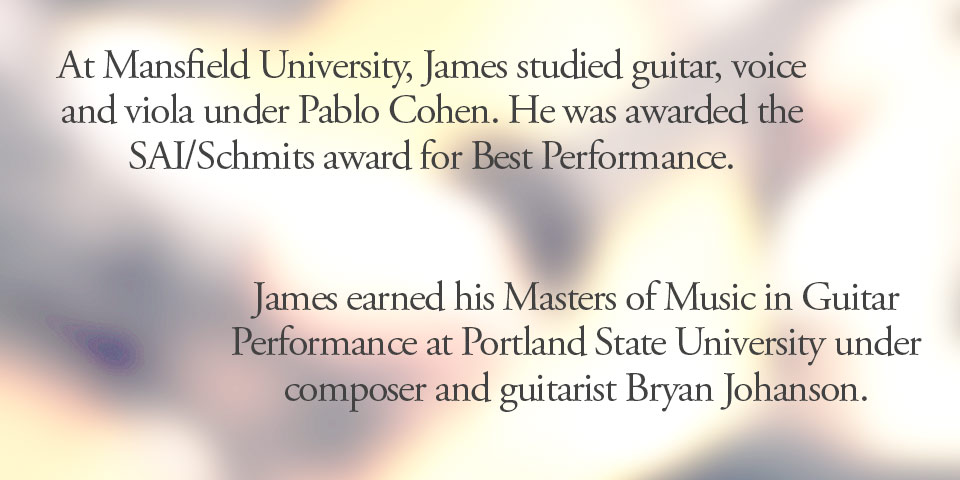 At Mansfield University, James studied guitar, voice
and viola under Pablo Cohen. He was awarded the
SAI/Schmits award for Best Performance.
James earned his Masters of Music in Guitar
Performance at Portland State University under
composer and guitarist Bryan Johanson.